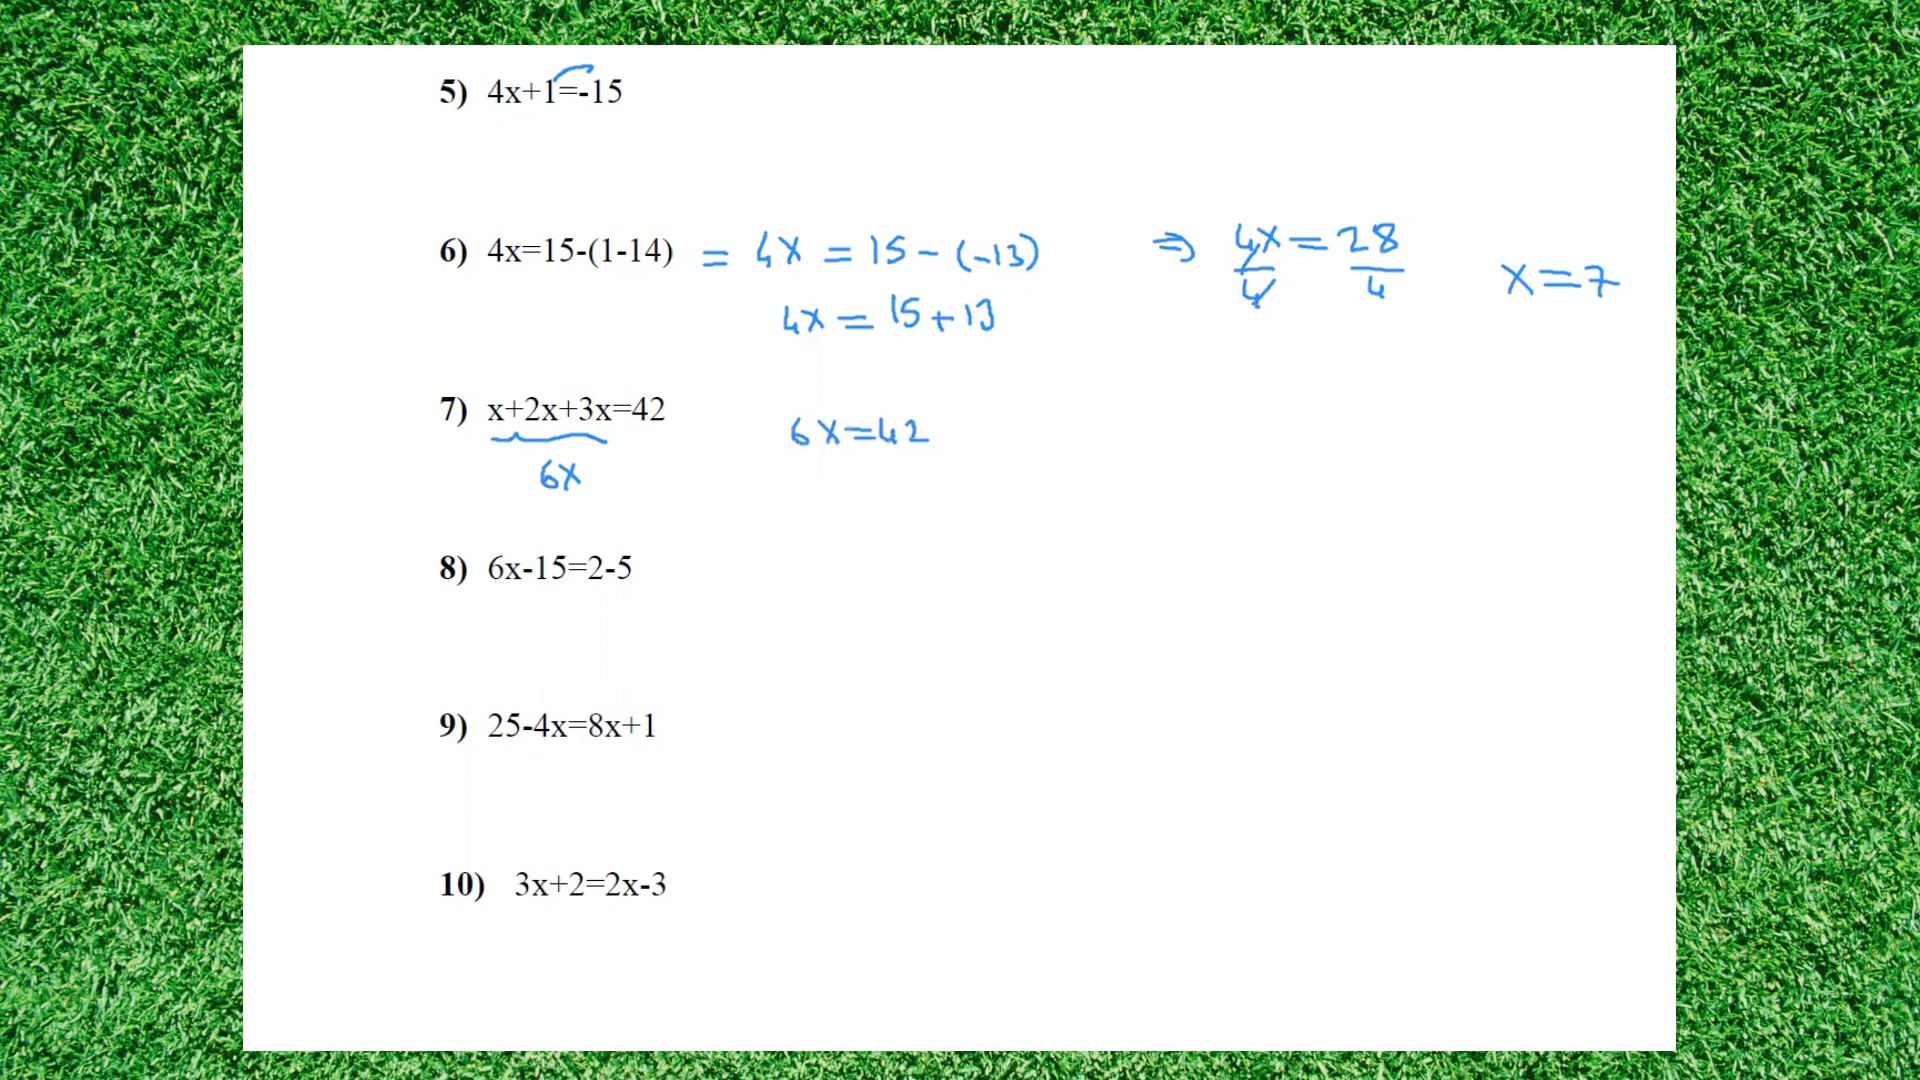 5) 4x+1=-15
6) 4x=15-(1-14) = 4x = 15 - (-13) ⇒ 4x/4 = 28/4 x=7
4x = 15+13
7) x+2x+3x=42 6x=42
6x
8) 6x-15=2-5
9) 25-4x=8x+1
10) 3x+2=2x-3